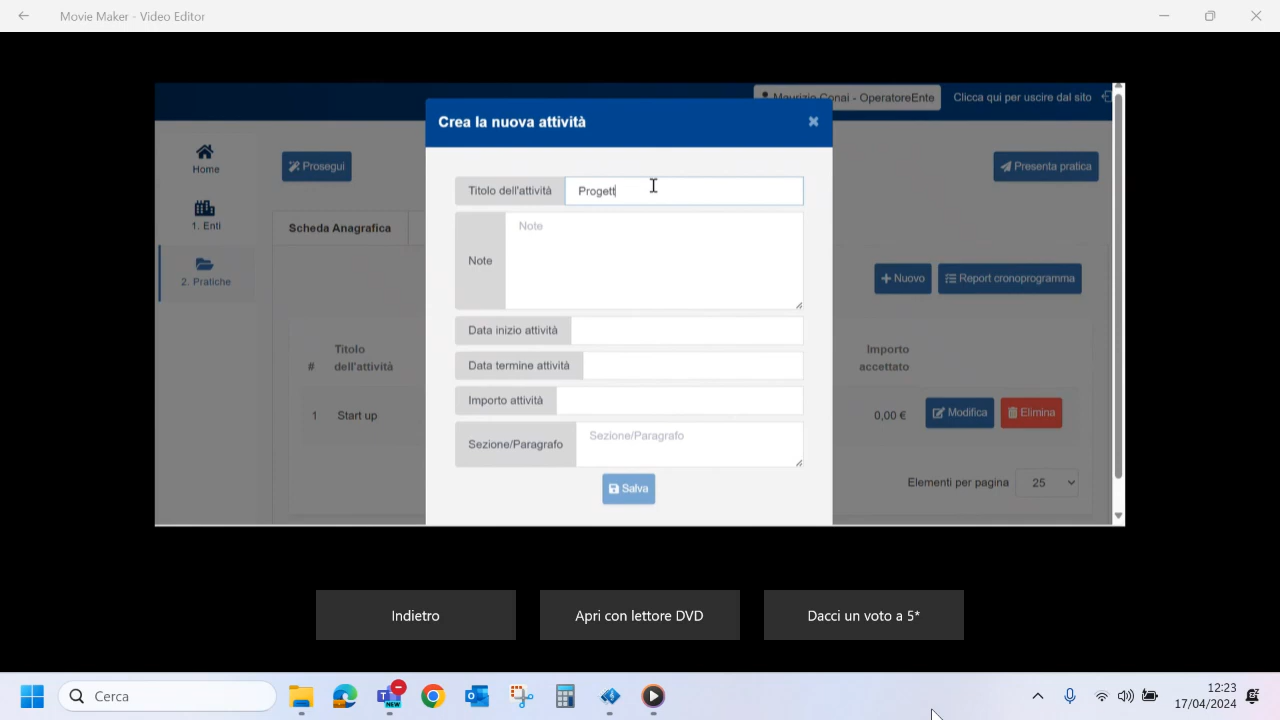 Movie Maker - Video Editor
Maurizio Conai - OperatoreEnte
Clicca qui per uscire dal sito
Crea la nuova attività
Home
Prosegui
Titolo dell'attività
Progett
Presenta pratica
1. Enti
Scheda Anagrafica
Note
Note
2. Pratiche
+ Nuovo
Report cronoprogramma
Data inizio attività
#
Titolo
dell'attività
Data termine attività
Importo
accettato
Importo attività
1
Start up
0,00 €
Modifica
Elimina
Sezione/Paragrafo
Sezione/Paragrafo
Salva
Elementi per pagina
25
Indietro
Apri con lettore DVD
Dacci un voto a 5*
Cerca
NEW
12:23
17/04/2024